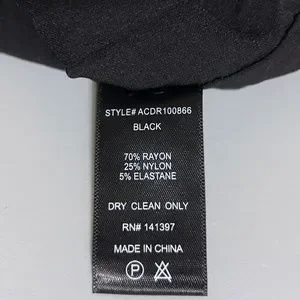 STYLE# ACDR100866
BLACK
70% RAYON
25% NYLON
5% ELASTANE
DRY CLEAN ONLY
RN# 141397
MADE IN CHINA
P